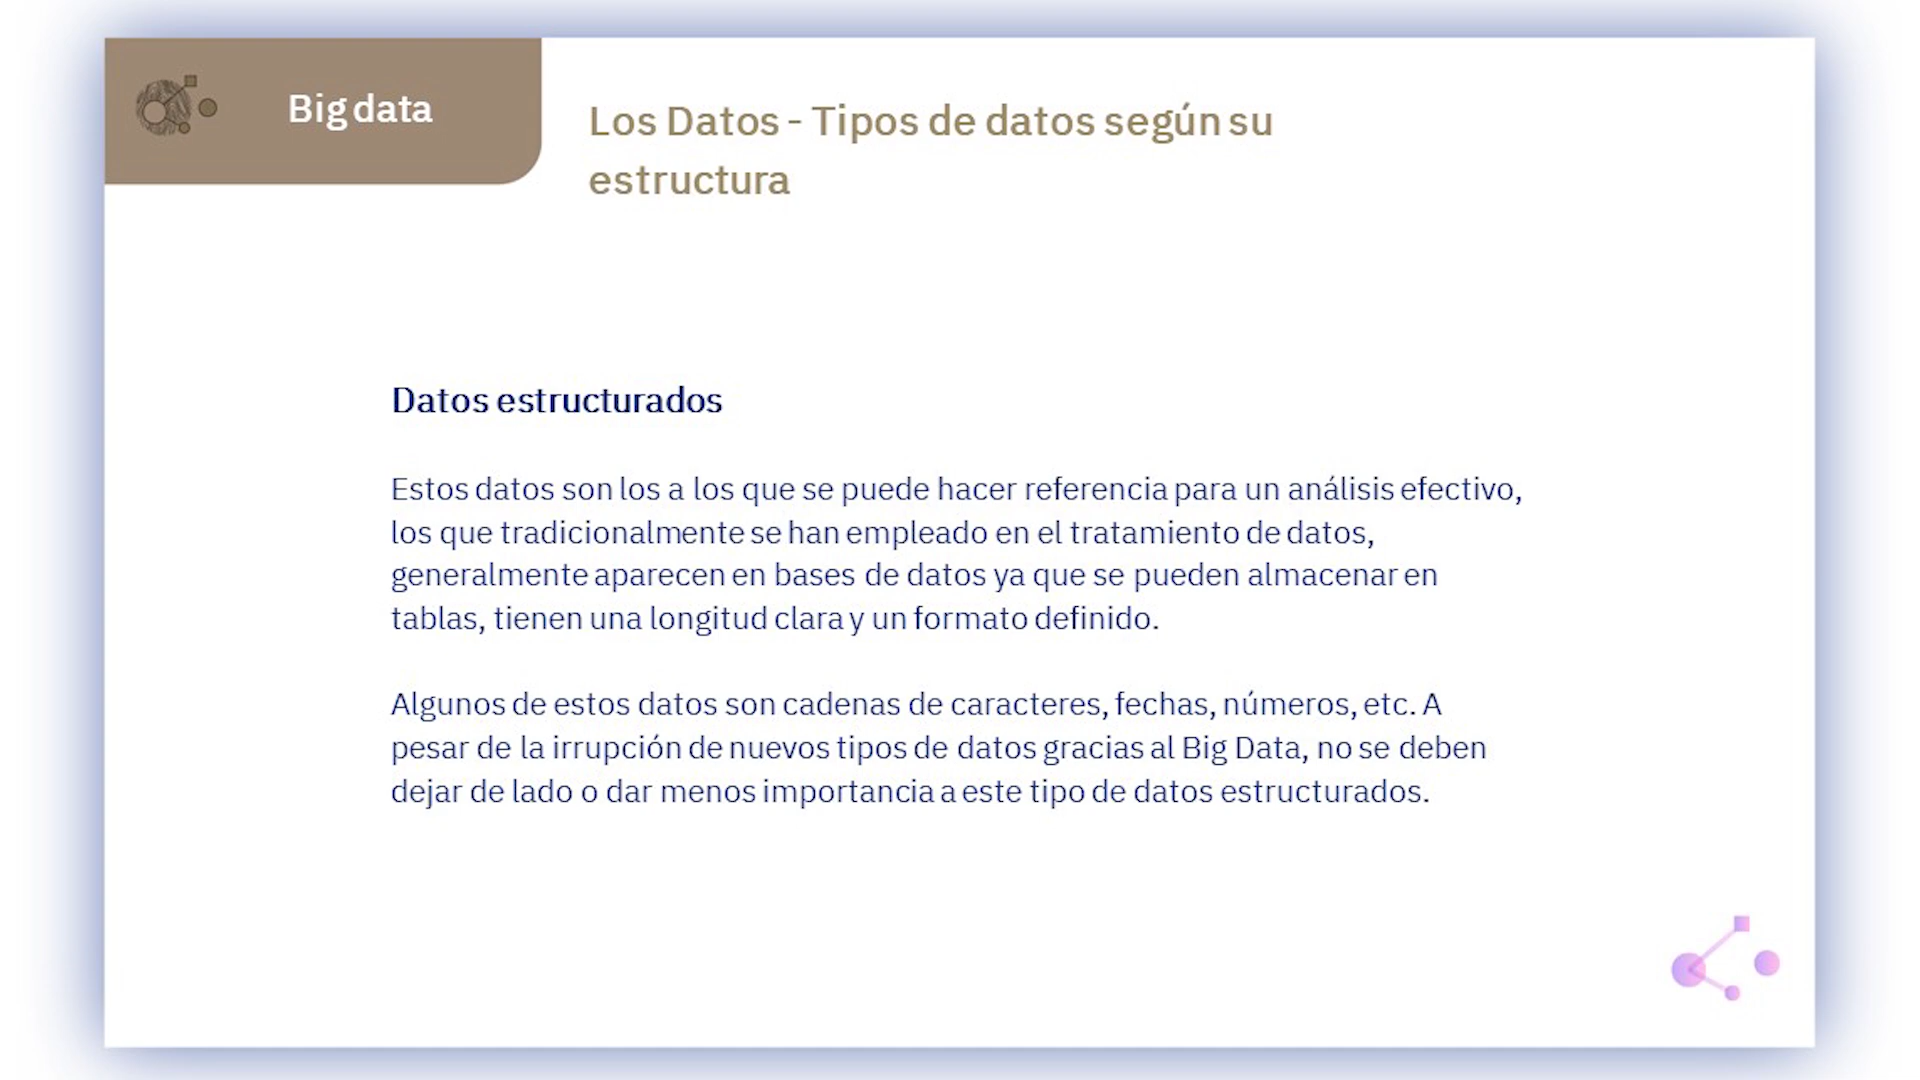 Big data
Los Datos - Tipos de datos según su
estructura
Datos estructurados
Estos datos son los a los que se puede hacer referencia para un análisis efectivo,
los que tradicionalmente se han empleado en el tratamiento de datos,
generalmente aparecen en bases de datos ya que se pueden almacenar en
tablas, tienen una longitud clara y un formato definido.
Algunos de estos datos son cadenas de caracteres, fechas, números, etc. A
pesar de la irrupción de nuevos tipos de datos gracias al Big Data, no se deben
dejar de lado o dar menos importancia a este tipo de datos estructurados.